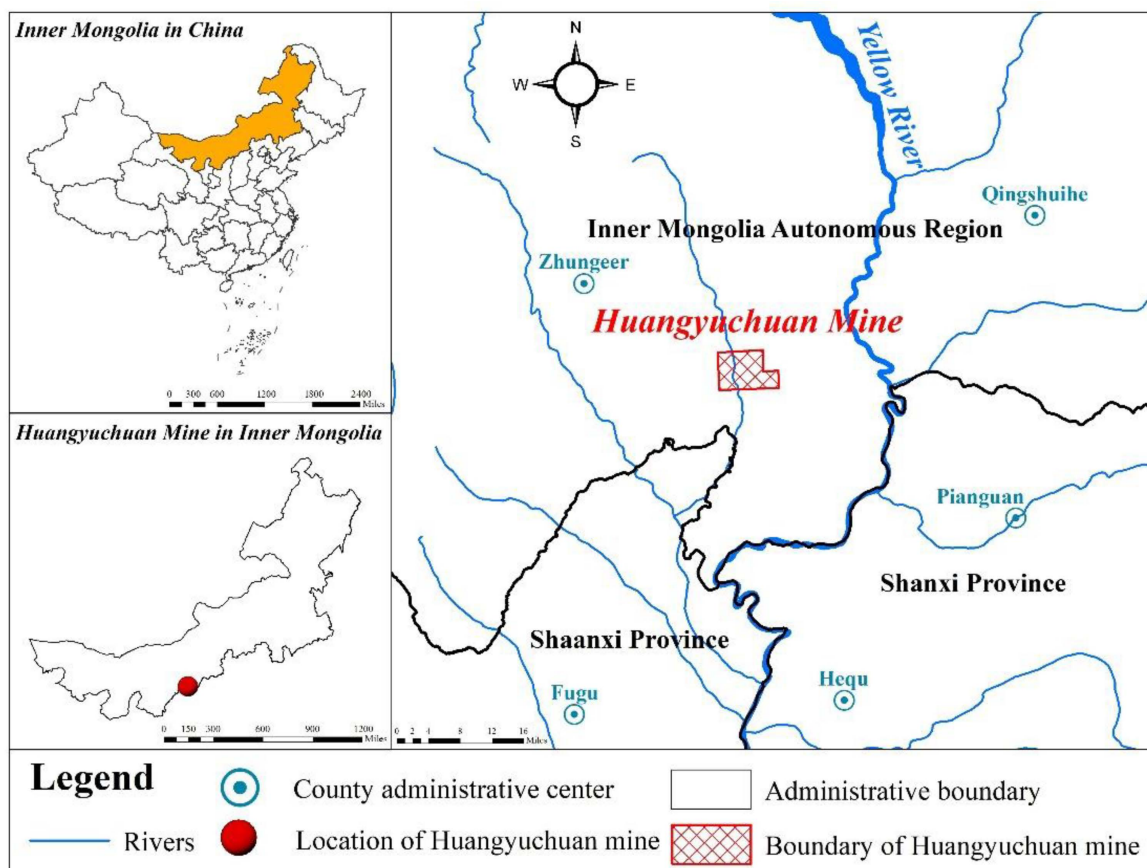 Inner Mongolia in China
0 300 600 1200 1800 2400
Miles
Huangyuchuan Mine in Inner Mongolia
0 150 300 600 900 1200
Miles
N
W E
S
Yellow River
Qingshuihe
Inner Mongolia Autonomous Region
Zhungeer
Huangyuchuan Mine
Pianguan
Shanxi Province
Shaanxi Province
Fugu
Hequ
0 2 4 8 12 16
Miles
Legend
County administrative center
Administrative boundary
Rivers
Location of Huangyuchuan mine
Boundary of Huangyuchuan mine